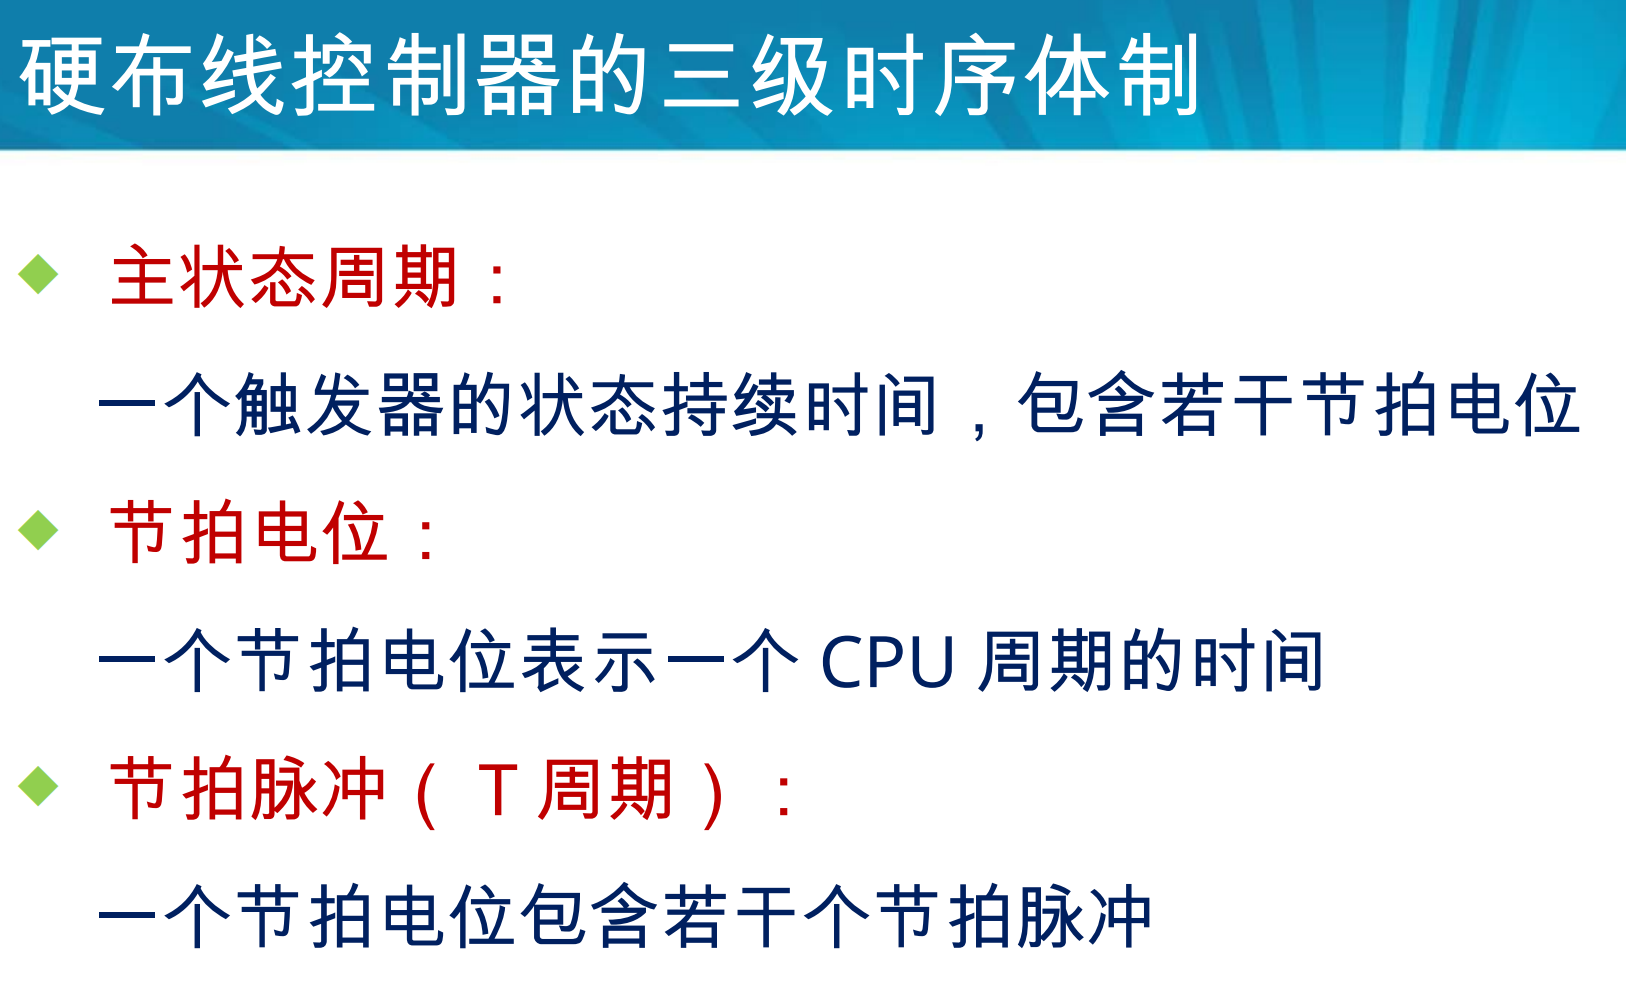 硬布线控制器的三级时序体制
主状态周期：
一个触发器的状态持续时间，包含若干节拍电位
节拍电位：
一个节拍电位表示一个 CPU 周期的时间
节拍脉冲（ T 周期）：
一个节拍电位包含若干个节拍脉冲